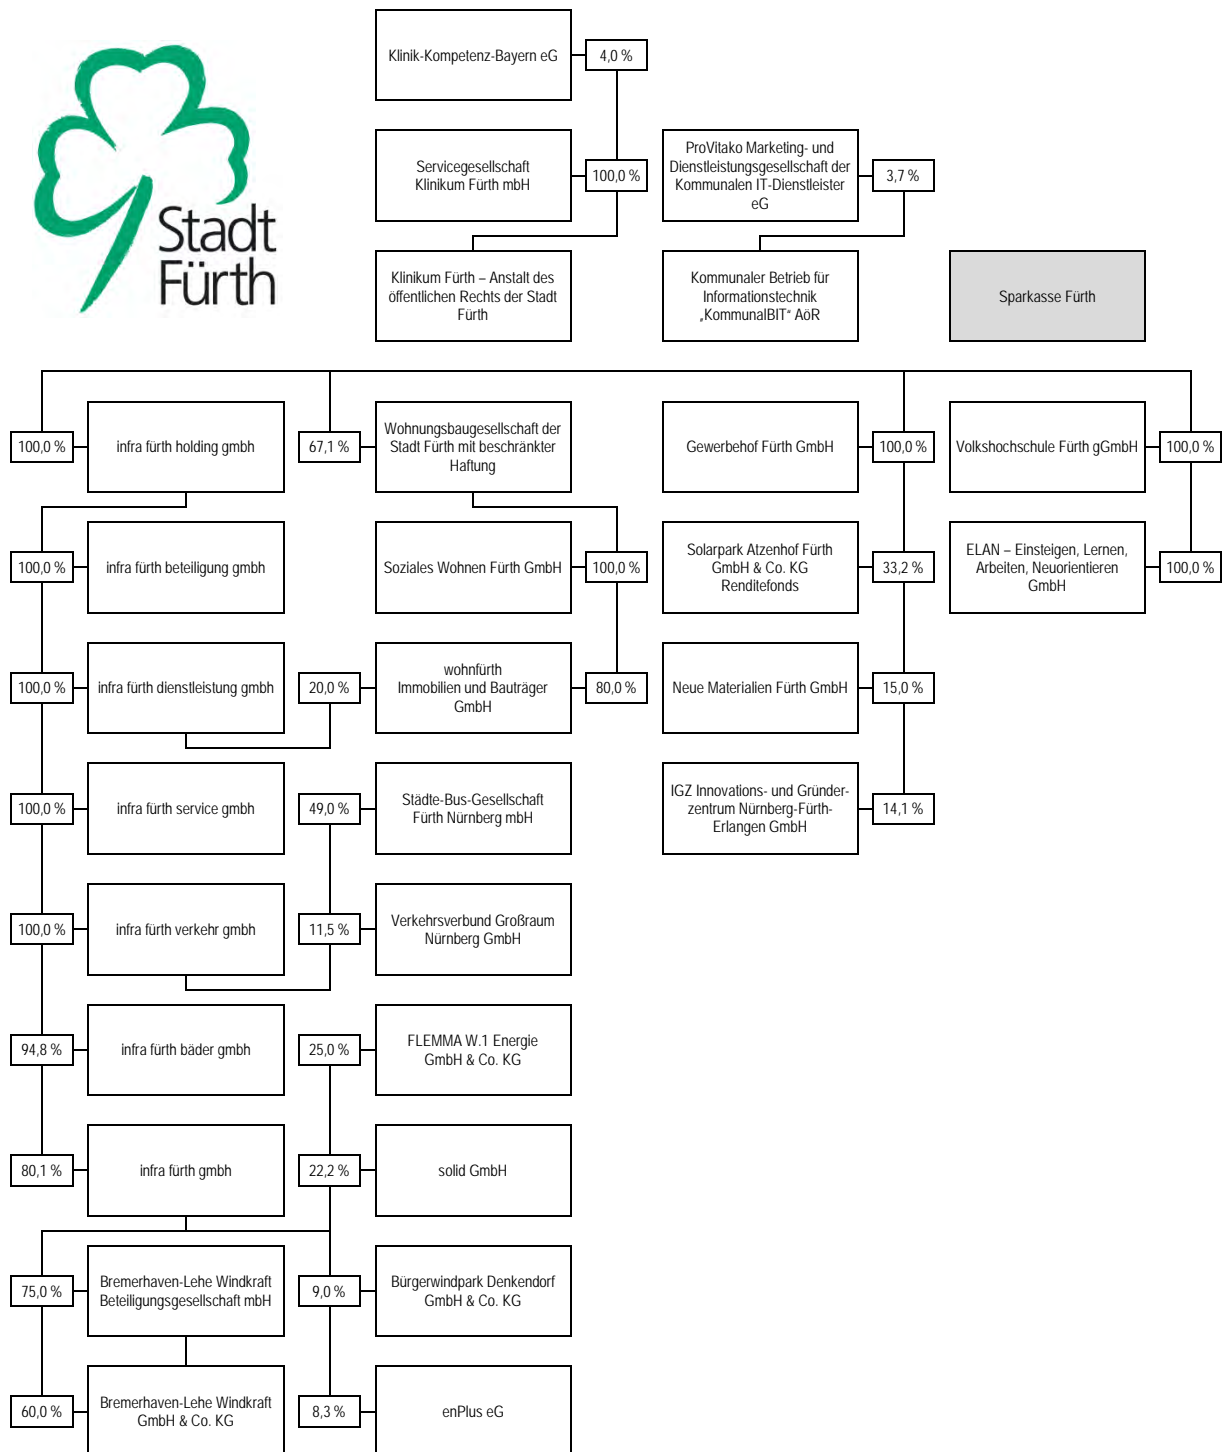 Stadt
Fürth
Klinik-Kompetenz-Bayern eG
4,0 %
Servicegesellschaft
Klinikum Fürth mbH
100,0 %
ProVitako Marketing- und
Dienstleistungsgesellschaft der
Kommunalen IT-Dienstleister
eG
3,7 %
Klinikum Fürth – Anstalt des
öffentlichen Rechts der Stadt
Fürth
Kommunaler Betrieb für
Informationstechnik
„KommunalBIT“ AöR
Sparkasse Fürth
100,0 %
infra fürth holding gmbh
67,1 %
Wohnungsbaugesellschaft der
Stadt Fürth mit beschränkter
Haftung
Gewerbehof Fürth GmbH
100,0 %
Volkshochschule Fürth gGmbH
100,0 %
100,0 %
infra fürth beteiligung gmbh
Soziales Wohnen Fürth GmbH
100,0 %
Solarpark Atzenhof Fürth
GmbH & Co. KG
Renditefonds
33,2 %
ELAN – Einsteigen, Lernen,
Arbeiten, Neuorientieren
GmbH
100,0 %
100,0 %
infra fürth dienstleistung gmbh
20,0 %
wohnfürth
Immobilien und Bauträger
GmbH
80,0 %
Neue Materialien Fürth GmbH
15,0 %
100,0 %
infra fürth service gmbh
49,0 %
Städte-Bus-Gesellschaft
Fürth Nürnberg mbH
IGZ Innovations- und Gründer-
zentrum Nürnberg-Fürth-
Erlangen GmbH
14,1 %
100,0 %
infra fürth verkehr gmbh
11,5 %
Verkehrsverbund Großraum
Nürnberg GmbH
94,8 %
infra fürth bäder gmbh
25,0 %
FLEMMA W.1 Energie
GmbH & Co. KG
80,1 %
infra fürth gmbh
22,2 %
solid GmbH
75,0 %
Bremerhaven-Lehe Windkraft
Beteiligungsgesellschaft mbH
9,0 %
Bürgerwindpark Denkendorf
GmbH & Co. KG
60,0 %
Bremerhaven-Lehe Windkraft
GmbH & Co. KG
8,3 %
enPlus eG